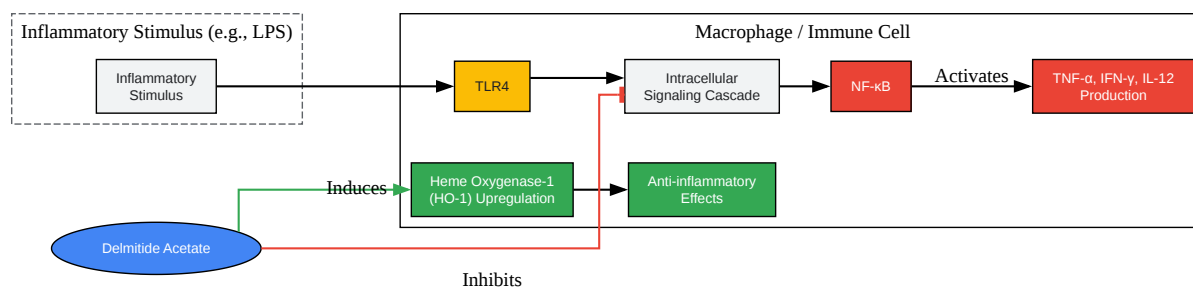 Inflammatory Stimulus (e.g., LPS)
Macrophage / Immune Cell
Inflammatory
Stimulus
TLR4
Intracellular
Signaling Cascade
NF-κB
Activates
TNF-α, IFN-γ, IL-12
Production
Induces
Heme Oxygenase-1
(HO-1) Upregulation
Anti-inflammatory
Effects
Delmitide Acetate
Inhibits